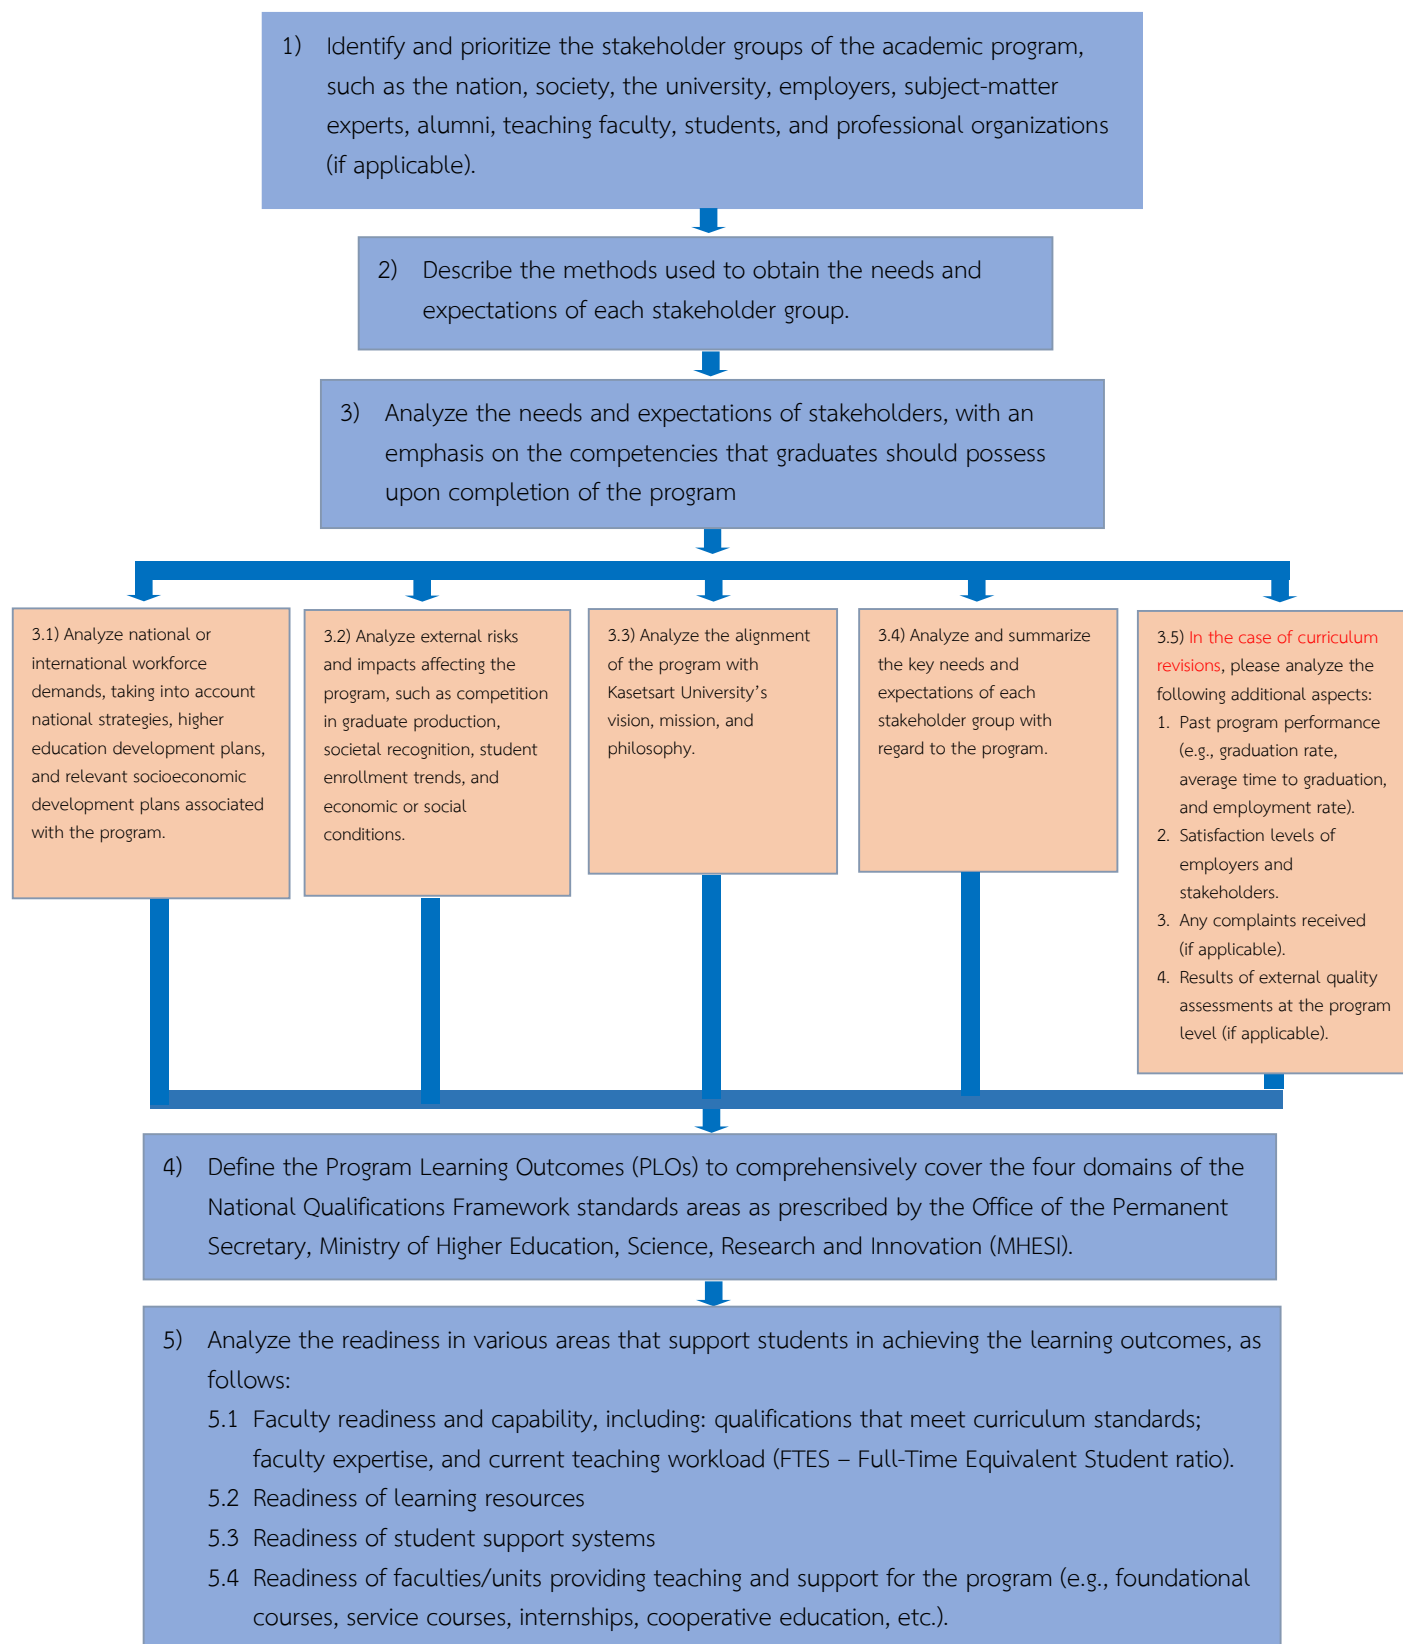 1) Identify and prioritize the stakeholder groups of the academic program,
such as the nation, society, the university, employers, subject-matter
experts, alumni, teaching faculty, students, and professional organizations
(if applicable).
2) Describe the methods used to obtain the needs and
expectations of each stakeholder group.
3) Analyze the needs and expectations of stakeholders, with an
emphasis on the competencies that graduates should possess
upon completion of the program
3.1) Analyze national or
international workforce
demands, taking into account
national strategies, higher
education development plans,
and relevant socioeconomic
development plans associated
with the program.
3.2) Analyze external risks
and impacts affecting the
program, such as competition
in graduate production,
societal recognition, student
enrollment trends, and
economic or social
conditions.
3.3) Analyze the alignment
of the program with
Kasetsart University’s
vision, mission, and
philosophy.
3.4) Analyze and summarize
the key needs and
expectations of each
stakeholder group with
regard to the program.
3.5) In the case of curriculum
revisions, please analyze the
following additional aspects:
1. Past program performance
(e.g., graduation rate,
average time to graduation,
and employment rate).
2. Satisfaction levels of
employers and
stakeholders.
3. Any complaints received
(if applicable).
4. Results of external quality
assessments at the program
level (if applicable).
4) Define the Program Learning Outcomes (PLOs) to comprehensively cover the four domains of the
National Qualifications Framework standards areas as prescribed by the Office of the Permanent
Secretary, Ministry of Higher Education, Science, Research and Innovation (MHESI).
5) Analyze the readiness in various areas that support students in achieving the learning outcomes, as
follows:
5.1 Faculty readiness and capability, including: qualifications that meet curriculum standards;
faculty expertise, and current teaching workload (FTES – Full-Time Equivalent Student ratio).
5.2 Readiness of learning resources
5.3 Readiness of student support systems
5.4 Readiness of faculties/units providing teaching and support for the program (e.g., foundational
courses, service courses, internships, cooperative education, etc.).